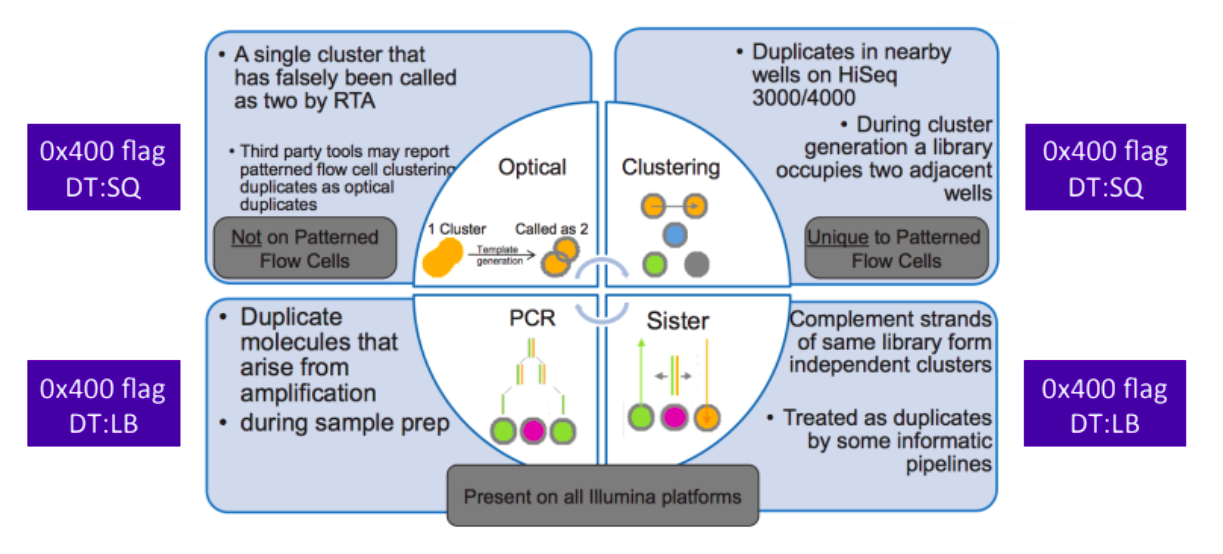 0x400 flag
DT:SQ
• A single cluster that
has falsely been called
as two by RTA
• Third party tools may report
patterned flow cell clustering
duplicates as optical
duplicates
Not on Patterned
Flow Cells
Optical
1 Cluster
Called as 2
Template
generation
Clustering
• Duplicates in nearby
wells on HiSeq
3000/4000
• During cluster
generation a library
occupies two adjacent
wells
Unique to Patterned
Flow Cells
0x400 flag
DT:SQ
0x400 flag
DT:LB
• Duplicate
molecules that
arise from
amplification
• during sample prep
PCR
Sister
Complement strands
of same library form
independent clusters
• Treated as duplicates
by some informatic
pipelines
0x400 flag
DT:LB
Present on all Illumina platforms